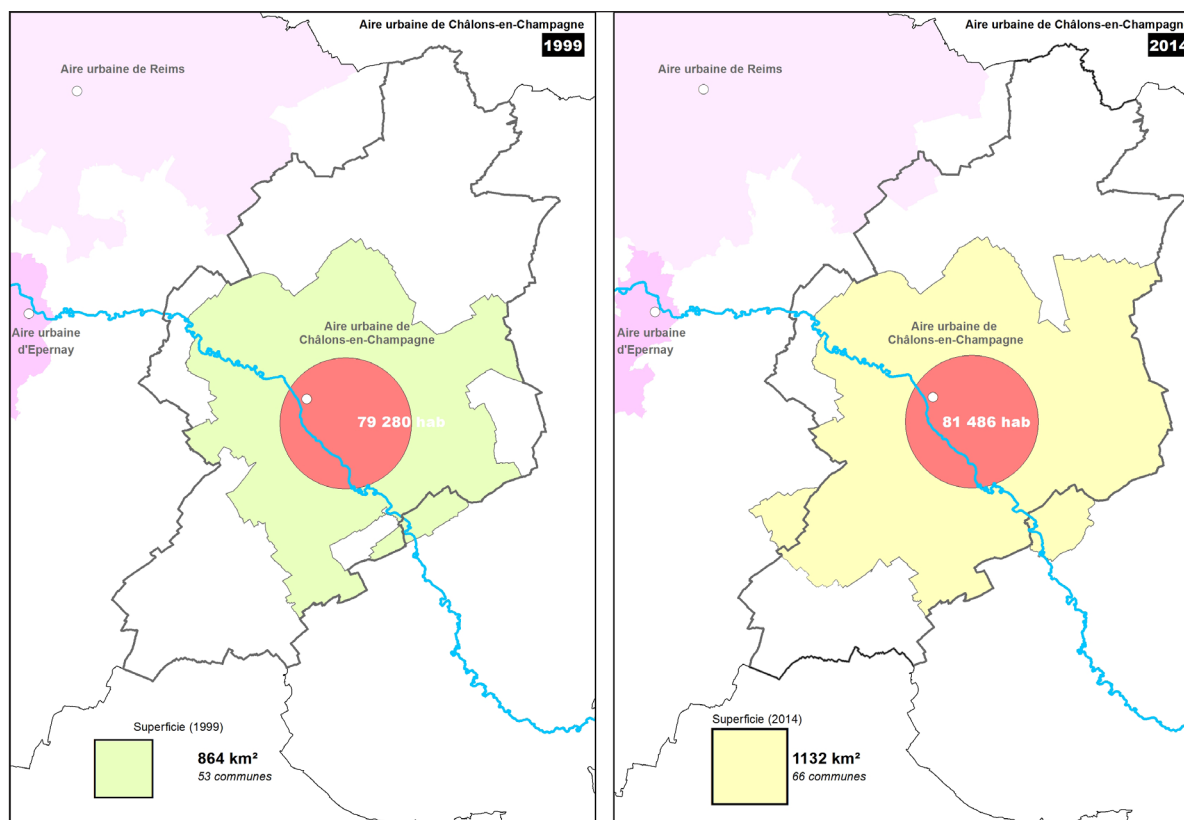 Aire urbaine de Châlons-en-Champagne
1999
Aire urbaine de Reims
Aire urbaine
d'Epernay
Aire urbaine de
Châlons-en-Champagne
79 280 hab
Superficie (1999)
864 km²
53 communes
Aire urbaine de Châlons-en-Champagn
2014
Aire urbaine de Reims
Aire urbaine
d'Epernay
Aire urbaine de
Châlons-en-Champagne
81 486 hab
Superficie (2014)
1132 km²
66 communes